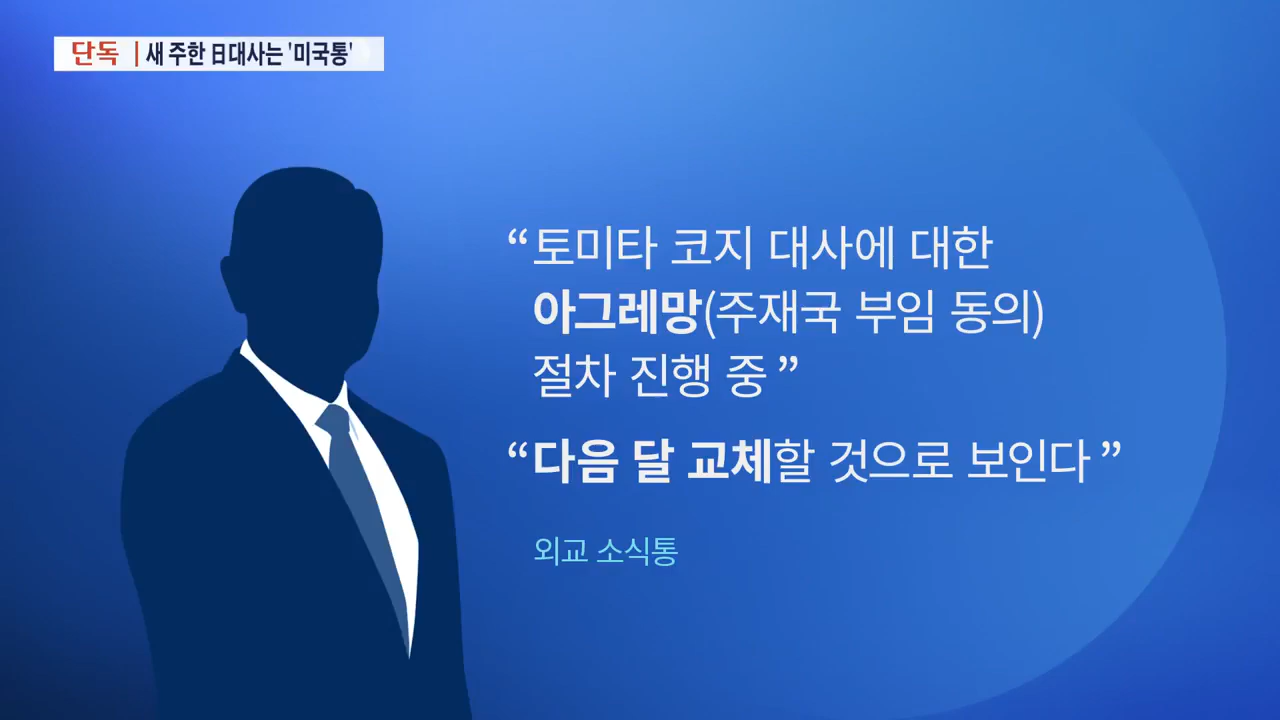 단독 | 새 주한 日대사는 '미국통'
“토미타 코지 대사에 대한
아그레망(주재국 부임 동의)
절차 진행 중”
“다음 달 교체할 것으로 보인다”
외교 소식통